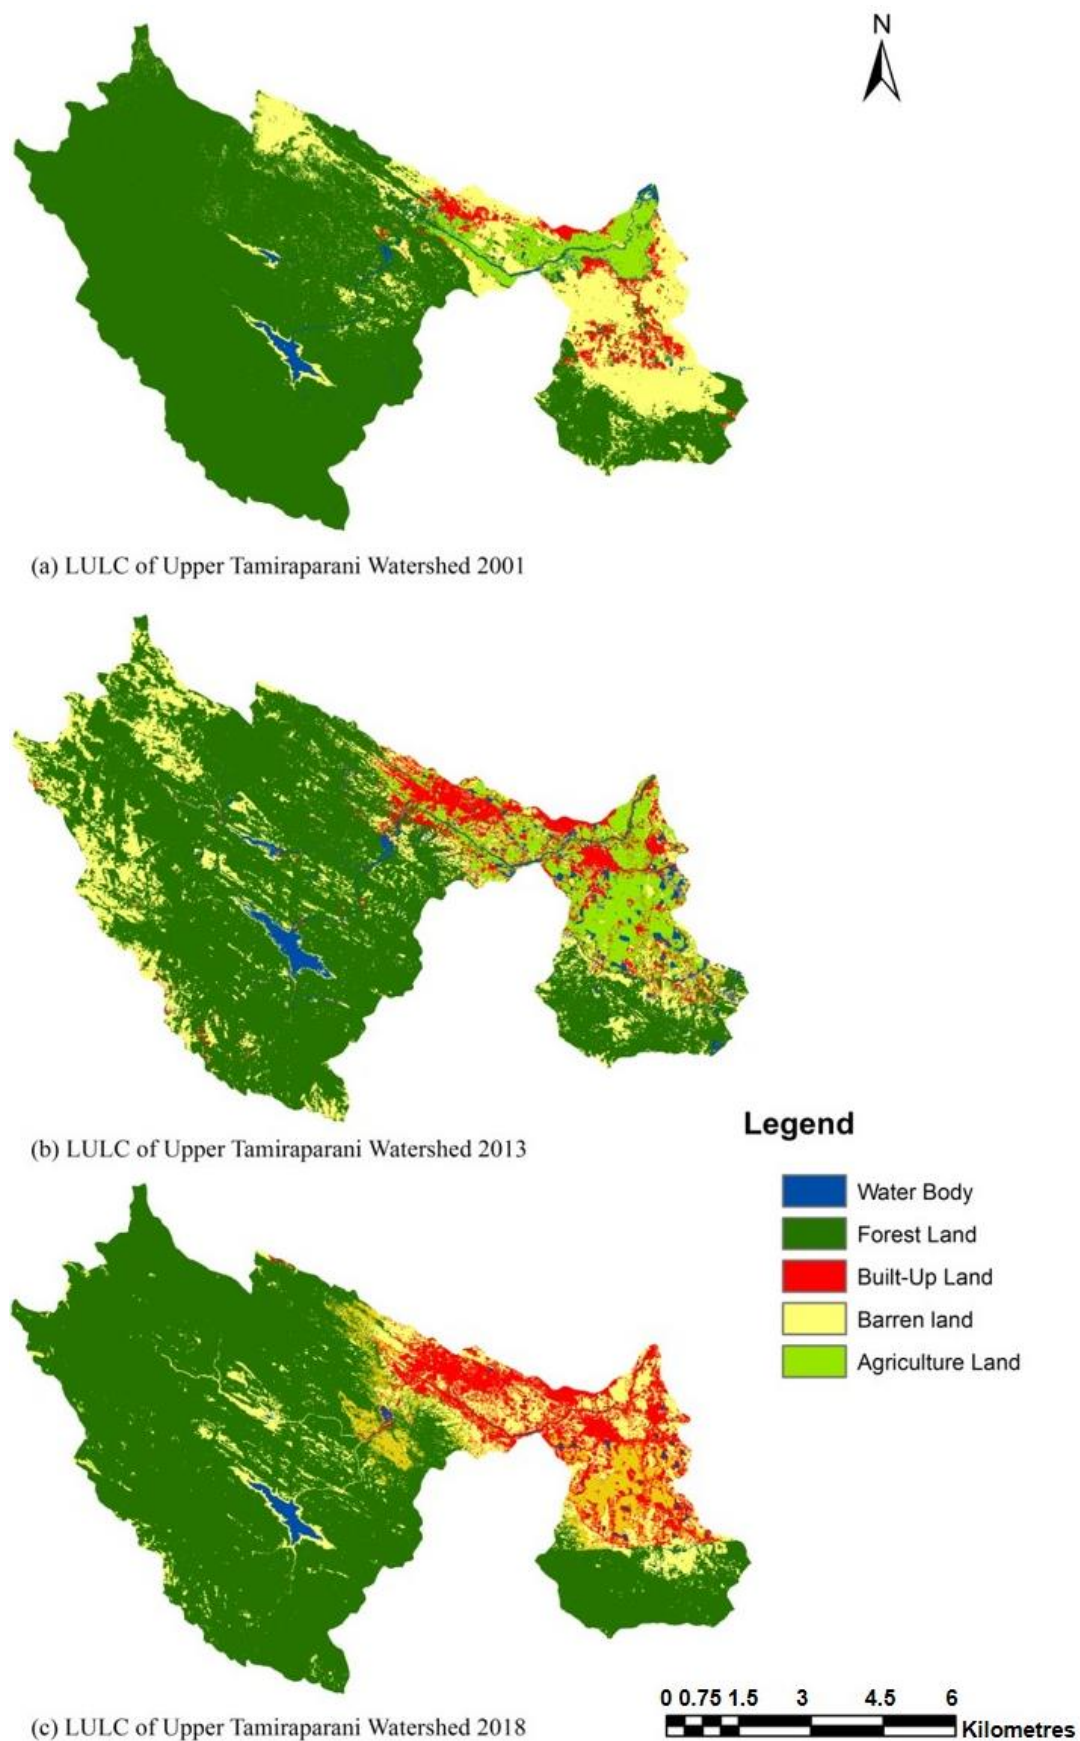 N
(a) LULC of Upper Tamiraparani Watershed 2001
(b) LULC of Upper Tamiraparani Watershed 2013
Legend
Water Body
Forest Land
Built-Up Land
Barren land
Agriculture Land
(c) LULC of Upper Tamiraparani Watershed 2018
0 0.75 1.5 3 4.5 6
Kilometres